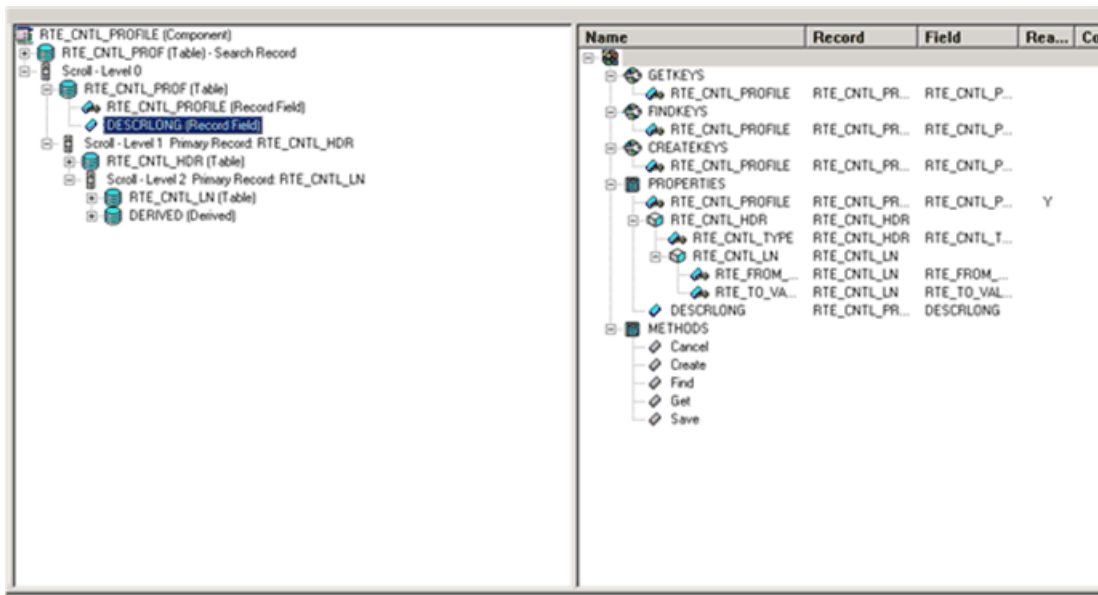 RTE_CNTL_PROFILE (Component)
RTE_CNTL_PROF (Table) - Search Record
Scroll - Level 0
RTE_CNTL_PROF (Table)
RTE_CNTL_PROFILE (Record Field)
DESCRLONG (Record Field)
Scroll - Level 1 Primary Record: RTE_CNTL_HDR
RTE_CNTL_HDR (Table)
Scroll - Level 2 Primary Record: RTE_CNTL_LN
RTE_CNTL_LN (Table)
DERIVED (Derived)
Name Record Field Rea... Co
GETKEYS
RTE_CNTL_PROFILE RTE_CNTL_PR... RTE_CNTL_P...
FINDKEYS
RTE_CNTL_PROFILE RTE_CNTL_PR... RTE_CNTL_P...
CREATEKEYS
RTE_CNTL_PROFILE RTE_CNTL_PR... RTE_CNTL_P...
PROPERTIES
RTE_CNTL_PROFILE RTE_CNTL_PR... RTE_CNTL_P... Y
RTE_CNTL_HDR RTE_CNTL_HDR
RTE_CNTL_TYPE RTE_CNTL_HDR RTE_CNTL_T...
RTE_CNTL_LN RTE_CNTL_LN
RTE_FROM_... RTE_CNTL_LN RTE_FROM_...
RTE_TO_VA... RTE_CNTL_LN RTE_TO_VAL...
DESCRLONG RTE_CNTL_PR... DESCRLONG
METHODS
Cancel
Create
Find
Get
Save